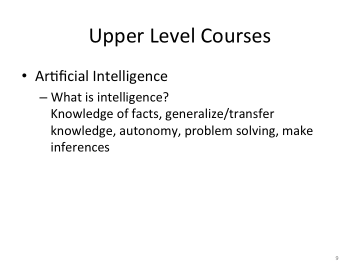 Upper Level Courses
• Artificial Intelligence
– What is intelligence?
Knowledge of facts, generalize/transfer
knowledge, autonomy, problem solving, make
inferences